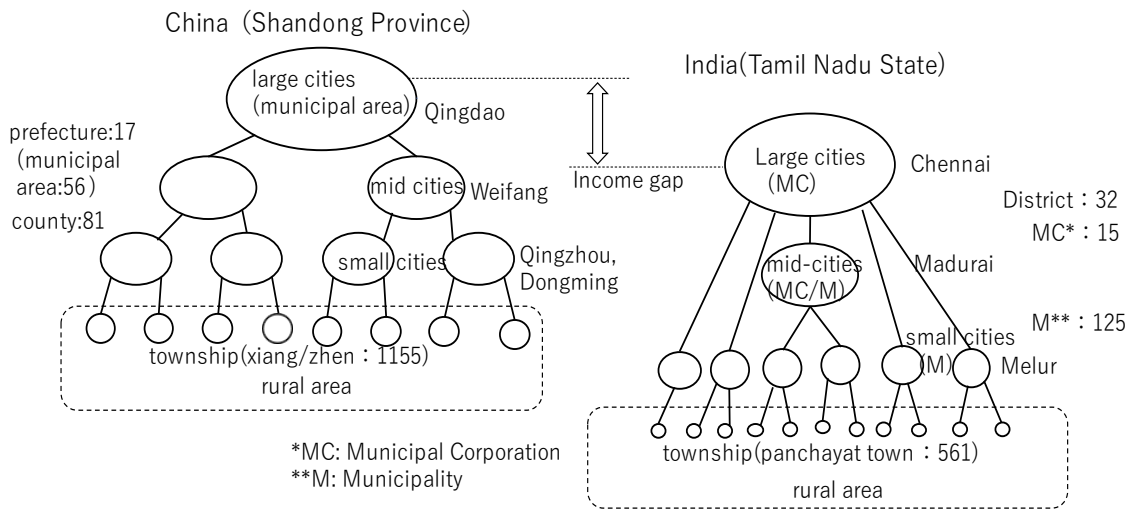 China（Shandong Province)
large cities
(municipal area)
Qingdao
prefecture:17
（municipal
area:56）
county:81
mid cities
Weifang
small cities
Qingzhou,
Dongming
township(xiang/zhen：1155)
rural area
Income gap
India(Tamil Nadu State)
Large cities
(MC)
Chennai
District：32
MC*：15
mid-cities
(MC/M)
Madurai
M**：125
small cities
(M)
Melur
township(panchayat town：561)
rural area
*MC: Municipal Corporation
**M: Municipality